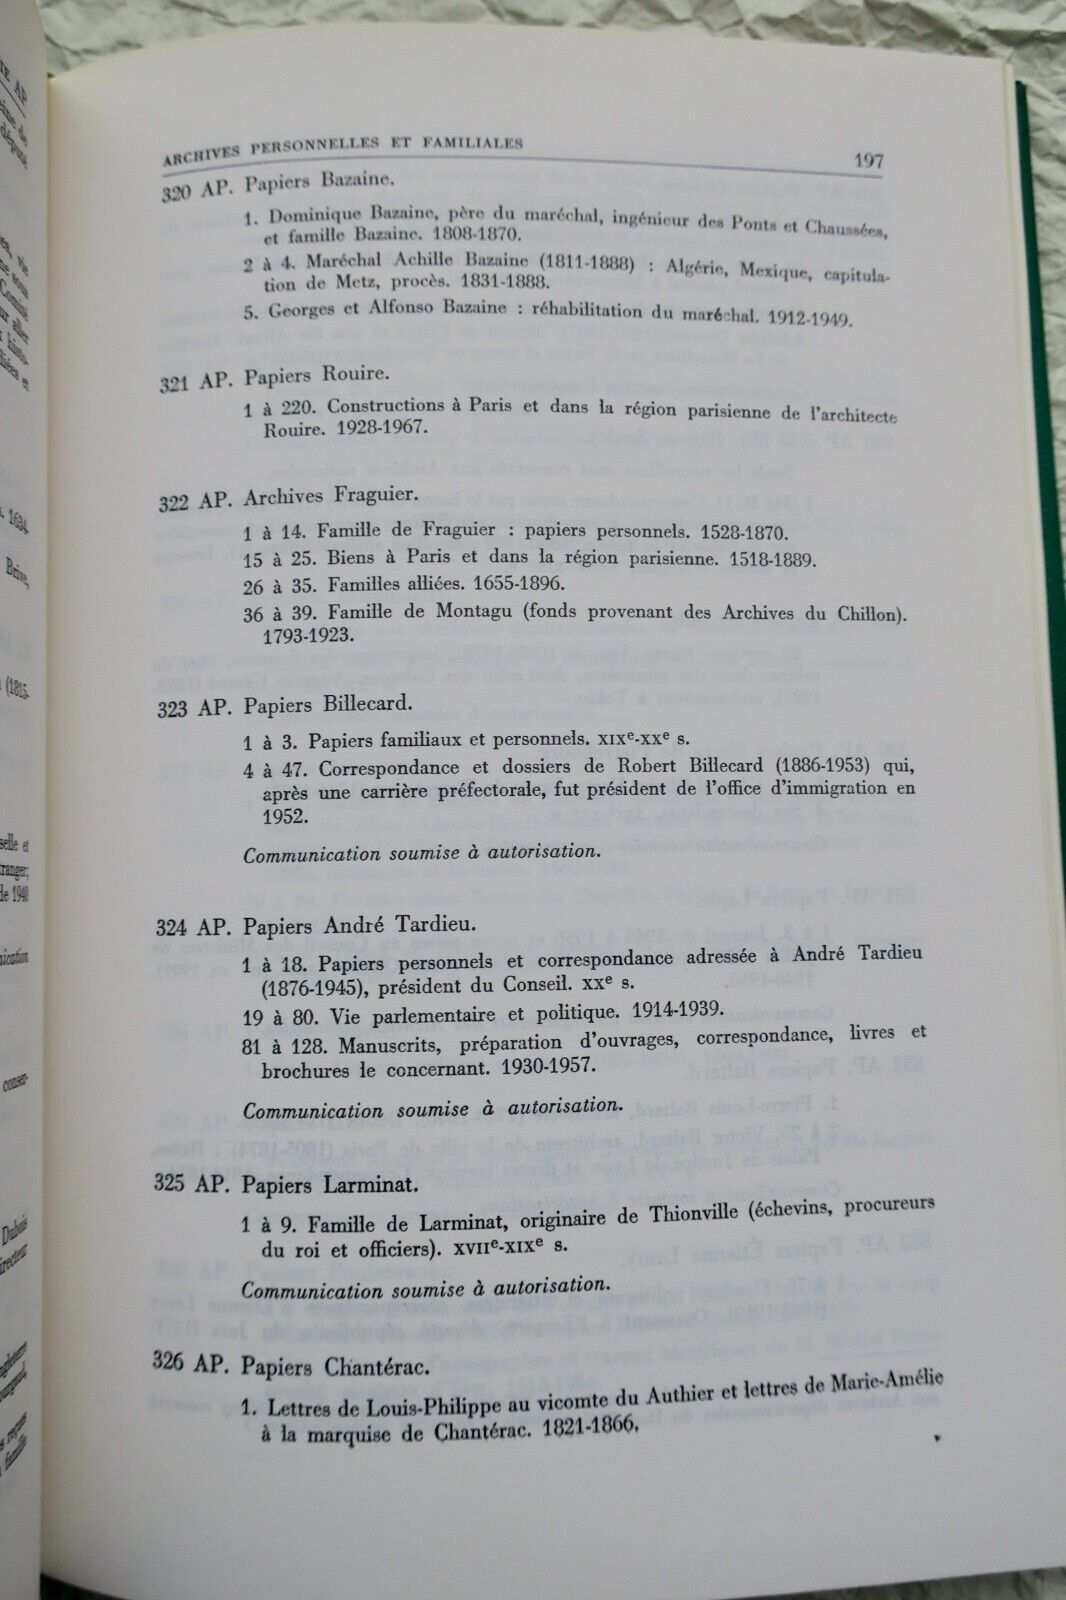 ARCHIVES PERSONNELLES ET FAMILIALES 197
320 AP. Papiers Bazaine.
1. Dominique Bazaine, père du maréchal, ingénieur des Ponts et Chaussées,
et famille Bazaine. 1808-1870.
2 à 4. Maréchal Achille Bazaine (1811-1888) : Algérie, Mexique, capitula-
tion de Metz, procès. 1831-1888.
5. Georges et Alfonso Bazaine : réhabilitation du maréchal. 1912-1949.
321 AP. Papiers Rouire.
1 à 220. Constructions à Paris et dans la région parisienne de l'architecte
Rouire. 1928-1967.
322 AP. Archives Fraguier.
1 à 14. Famille de Fraguier : papiers personnels. 1528-1870.
15 à 25. Biens à Paris et dans la région parisienne. 1518-1889.
26 à 35. Familles alliées. 1655-1896.
36 à 39. Famille de Montagu (fonds provenant des Archives du Chillon).
1793-1923.
323 AP. Papiers Billecard.
1 à 3. Papiers familiaux et personnels. XIXe-XXe s.
4 à 47. Correspondance et dossiers de Robert Billecard (1886-1953) qui,
après une carrière préfectorale, fut président de l'office d'immigration en
1952.
Communication soumise à autorisation.
324 AP. Papiers André Tardieu.
1 à 18. Papiers personnels et correspondance adressée à André Tardieu
(1876-1945), président du Conseil. XXe s.
19 à 80. Vie parlementaire et politique. 1914-1939.
81 à 128. Manuscrits, préparation d'ouvrages, correspondance, livres et
brochures le concernant. 1930-1957.
Communication soumise à autorisation.
325 AP. Papiers Larminat.
1 à 9. Famille de Larminat, originaire de Thionville (échevins, procureurs
du roi et officiers). XVIIe-XIXe s.
Communication soumise à autorisation.
326 AP. Papiers Chantérac.
1. Lettres de Louis-Philippe au vicomte du Authier et lettres de Marie-Amélie
à la marquise de Chantérac. 1821-1866.